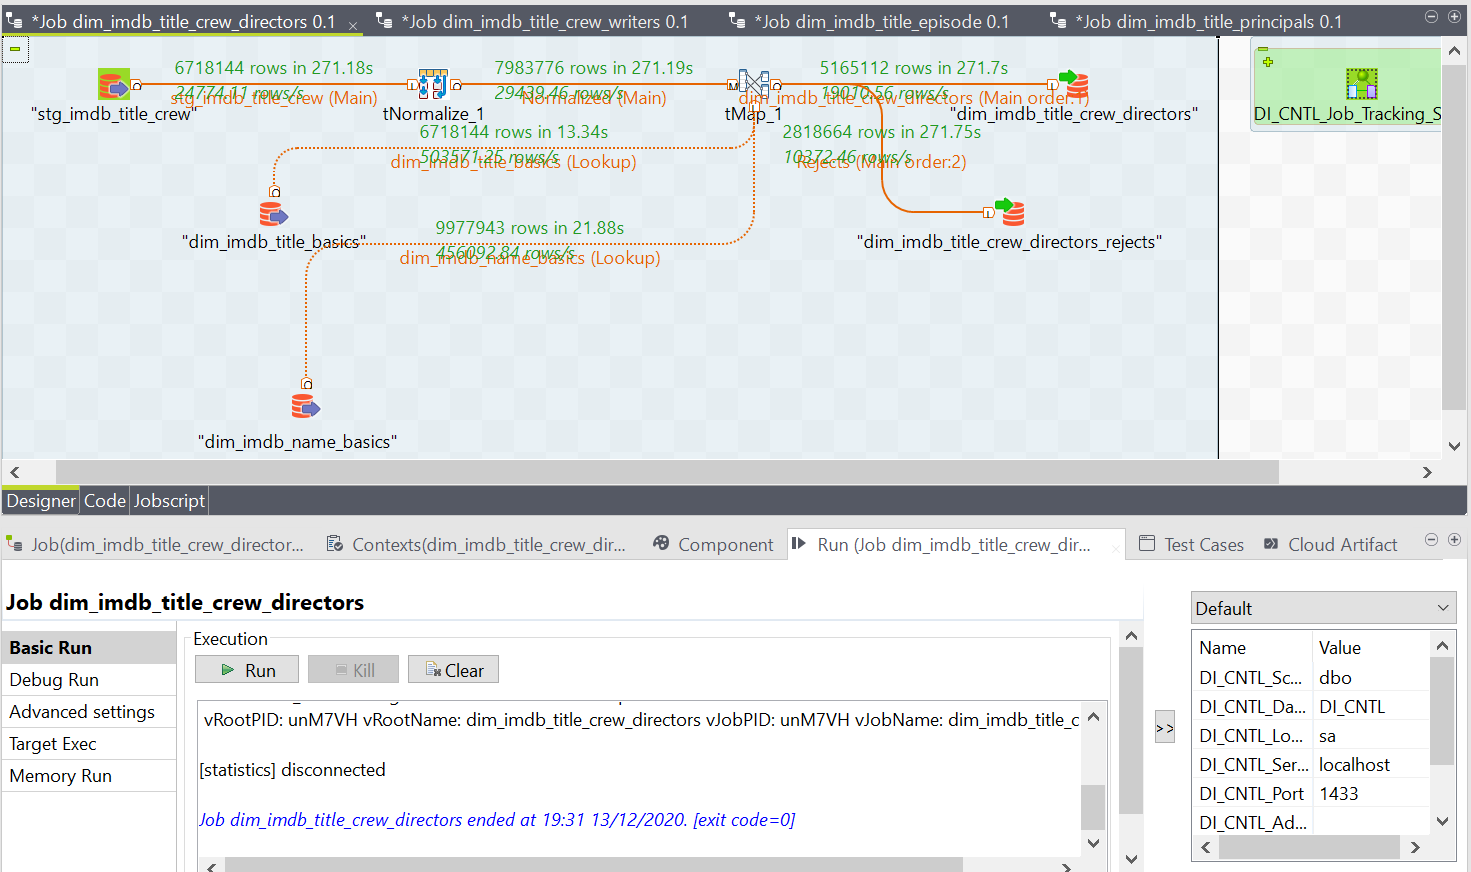 *Job dim_imdb_title_crew_directors 0.1 *Job dim_imdb_title_crew_writers 0.1 *Job dim_imdb_title_episode 0.1 *Job dim_imdb_title_principals 0.1
6718144 rows in 271.18s 7983776 rows in 271.19s 5165112 rows in 271.7s
24774.11 rows/s 29439.46 rows/s 19010.56 rows/s
stg_imdb_title_crew (Main) Normalized (Main) dim_imdb_title_crew_directors (Main order:1)
"stg_imdb_title_crew" tNormalize_1 tMap_1 "dim_imdb_title_crew_directors" DI_CNTL_Job_Tracking_S
6718144 rows in 13.34s 2818664 rows in 271.75s
503571.25 rows/s 10372.46 rows/s
dim_imdb_title_basics (Lookup) Rejects (Main order:2)
"dim_imdb_title_basics" "dim_imdb_title_crew_directors_rejects"
9977943 rows in 21.88s
456092.84 rows/s
dim_imdb_name_basics (Lookup)
"dim_imdb_name_basics"
Designer Code Jobscript
Job(dim_imdb_title_crew_director... Contexts(dim_imdb_title_crew_dir... Component Run (Job dim_imdb_title_crew_dir... Test Cases Cloud Artifact
Job dim_imdb_title_crew_directors
Default
Basic Run
Debug Run
Advanced settings
Target Exec
Memory Run
Execution
Run Kill Clear
vRootPID: unM7VH vRootName: dim_imdb_title_crew_directors vJobPID: unM7VH vJobName: dim_imdb_title_c
[statistics] disconnected
Job dim_imdb_title_crew_directors ended at 19:31 13/12/2020. [exit code=0]
>>
Name Value
DI_CNTL_Sc... dbo
DI_CNTL_Da... DI_CNTL
DI_CNTL_Lo... sa
DI_CNTL_Ser... localhost
DI_CNTL_Port 1433
DI_CNTL_Ad...